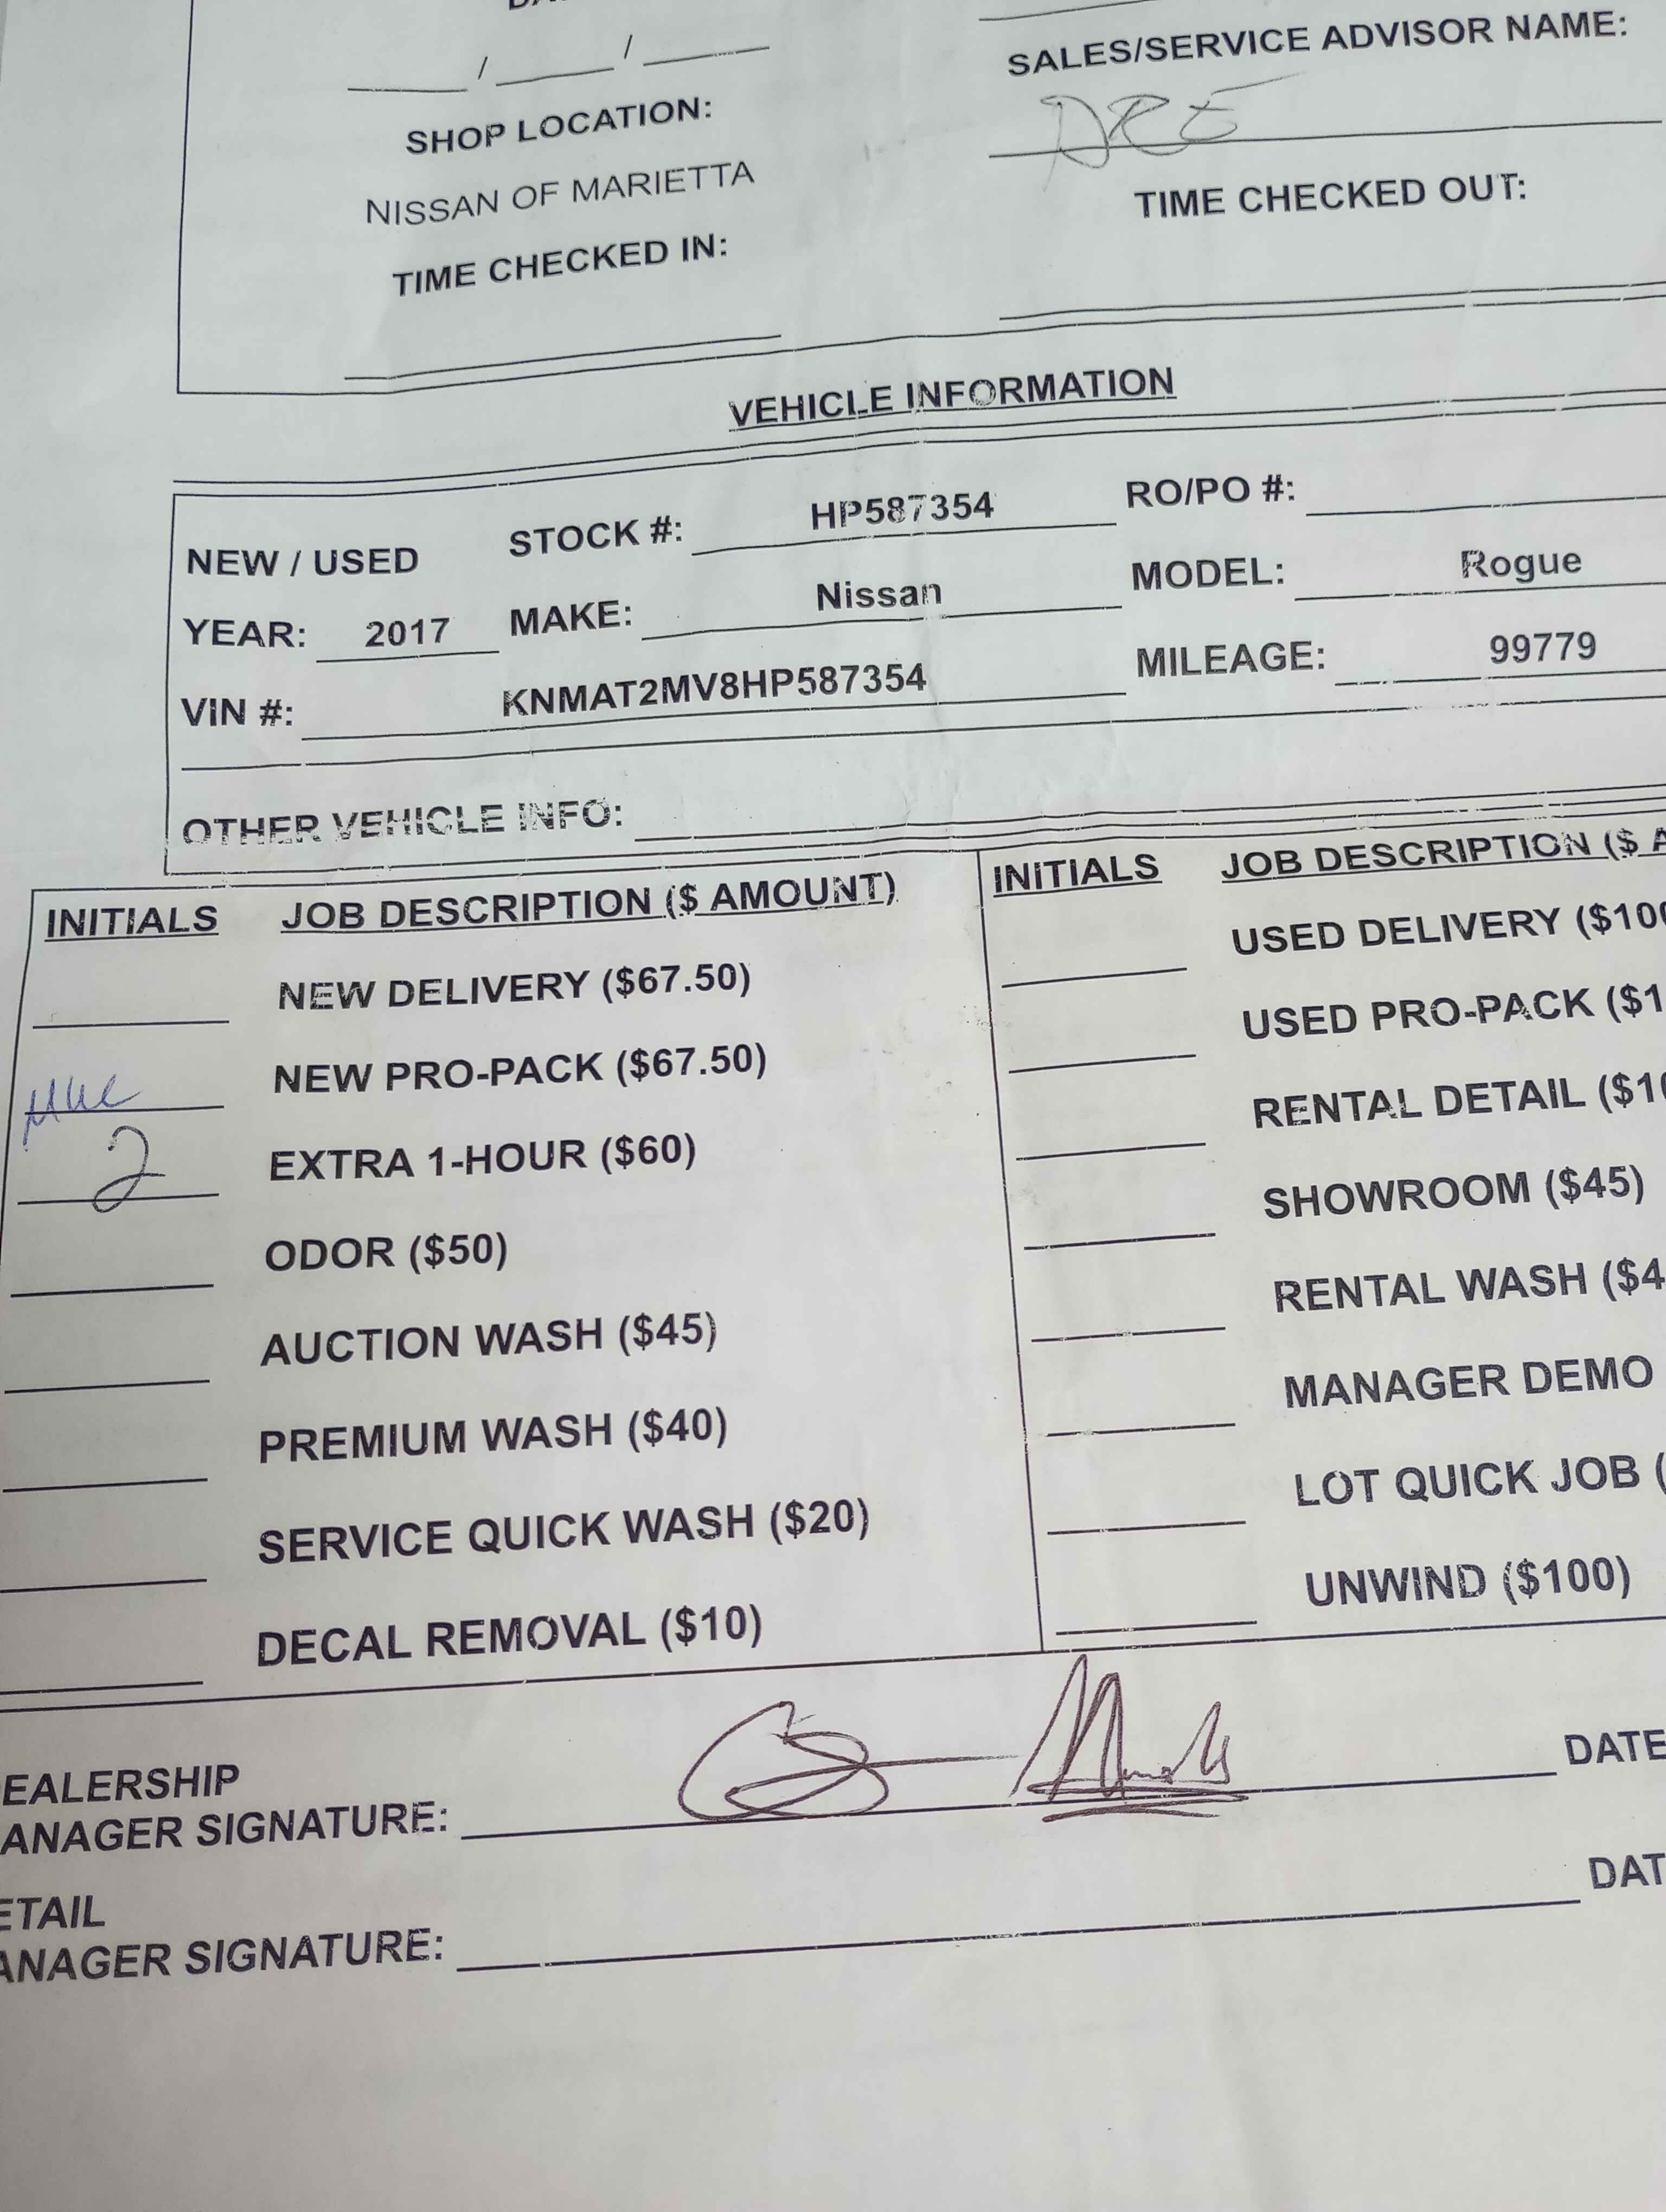 / /
SHOP LOCATION:
NISSAN OF MARIETTA
TIME CHECKED IN:
SALES/SERVICE ADVISOR NAME:
DRE
TIME CHECKED OUT:
VEHICLE INFORMATION
NEW / USED STOCK #: HP587354 RO/PO #:
YEAR: 2017 MAKE: Nissan MODEL: Rogue
VIN #: KNMAT2MV8HP587354 MILEAGE: 99779
OTHER VEHICLE INFO:
INITIALS JOB DESCRIPTION ($ AMOUNT)
NEW DELIVERY ($67.50)
NEW PRO-PACK ($67.50)
2 EXTRA 1-HOUR ($60)
ODOR ($50)
AUCTION WASH ($45)
PREMIUM WASH ($40)
SERVICE QUICK WASH ($20)
DECAL REMOVAL ($10)
INITIALS JOB DESCRIPTION ($ A
USED DELIVERY ($100
USED PRO-PACK ($1
RENTAL DETAIL ($10
SHOWROOM ($45)
RENTAL WASH ($4
MANAGER DEMO
LOT QUICK JOB (
UNWIND ($100)
EALERSHIP
ANAGER SIGNATURE: DATE
ETAIL
ANAGER SIGNATURE: DAT